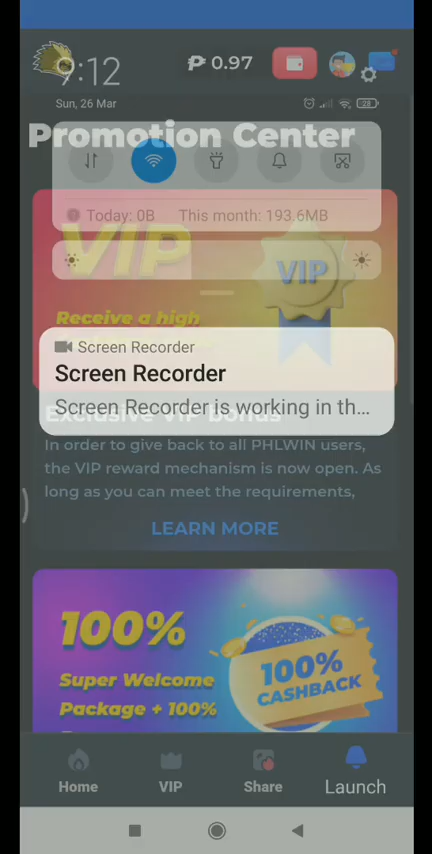 9:12
₱ 0.97
Sun, 26 Mar
28
Promotion Center
Today: 0B This month: 193.6MB
VIP
VIP
Receive a high
Screen Recorder
Screen Recorder
Screen Recorder is working in th...
Exclusive VIP bonus
In order to give back to all PHLWIN users,
the VIP reward mechanism is now open. As
long as you can meet the requirements,
LEARN MORE
100%
Super Welcome
Package + 100%
100%
CASHBACK
Home VIP Share Launch